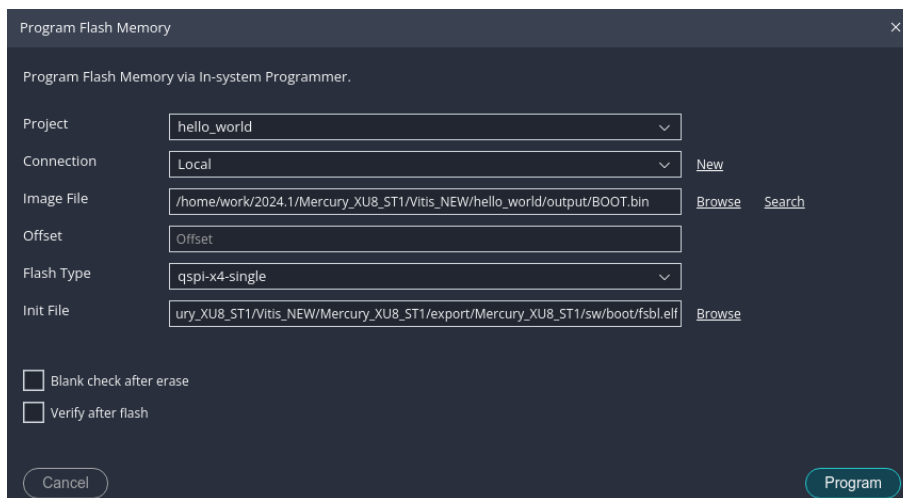 Program Flash Memory
Program Flash Memory via In-system Programmer.
Project hello_world
Connection Local New
Image File /home/work/2024.1/Mercury_XU8_ST1/Vitis_NEW/hello_world/output/BOOT.bin Browse Search
Offset Offset
Flash Type qspi-x4-single
Init File ury_XU8_ST1/Vitis_NEW/Mercury_XU8_ST1/export/Mercury_XU8_ST1/sw/boot/fsbl.elf Browse
Blank check after erase
Verify after flash
Cancel Program